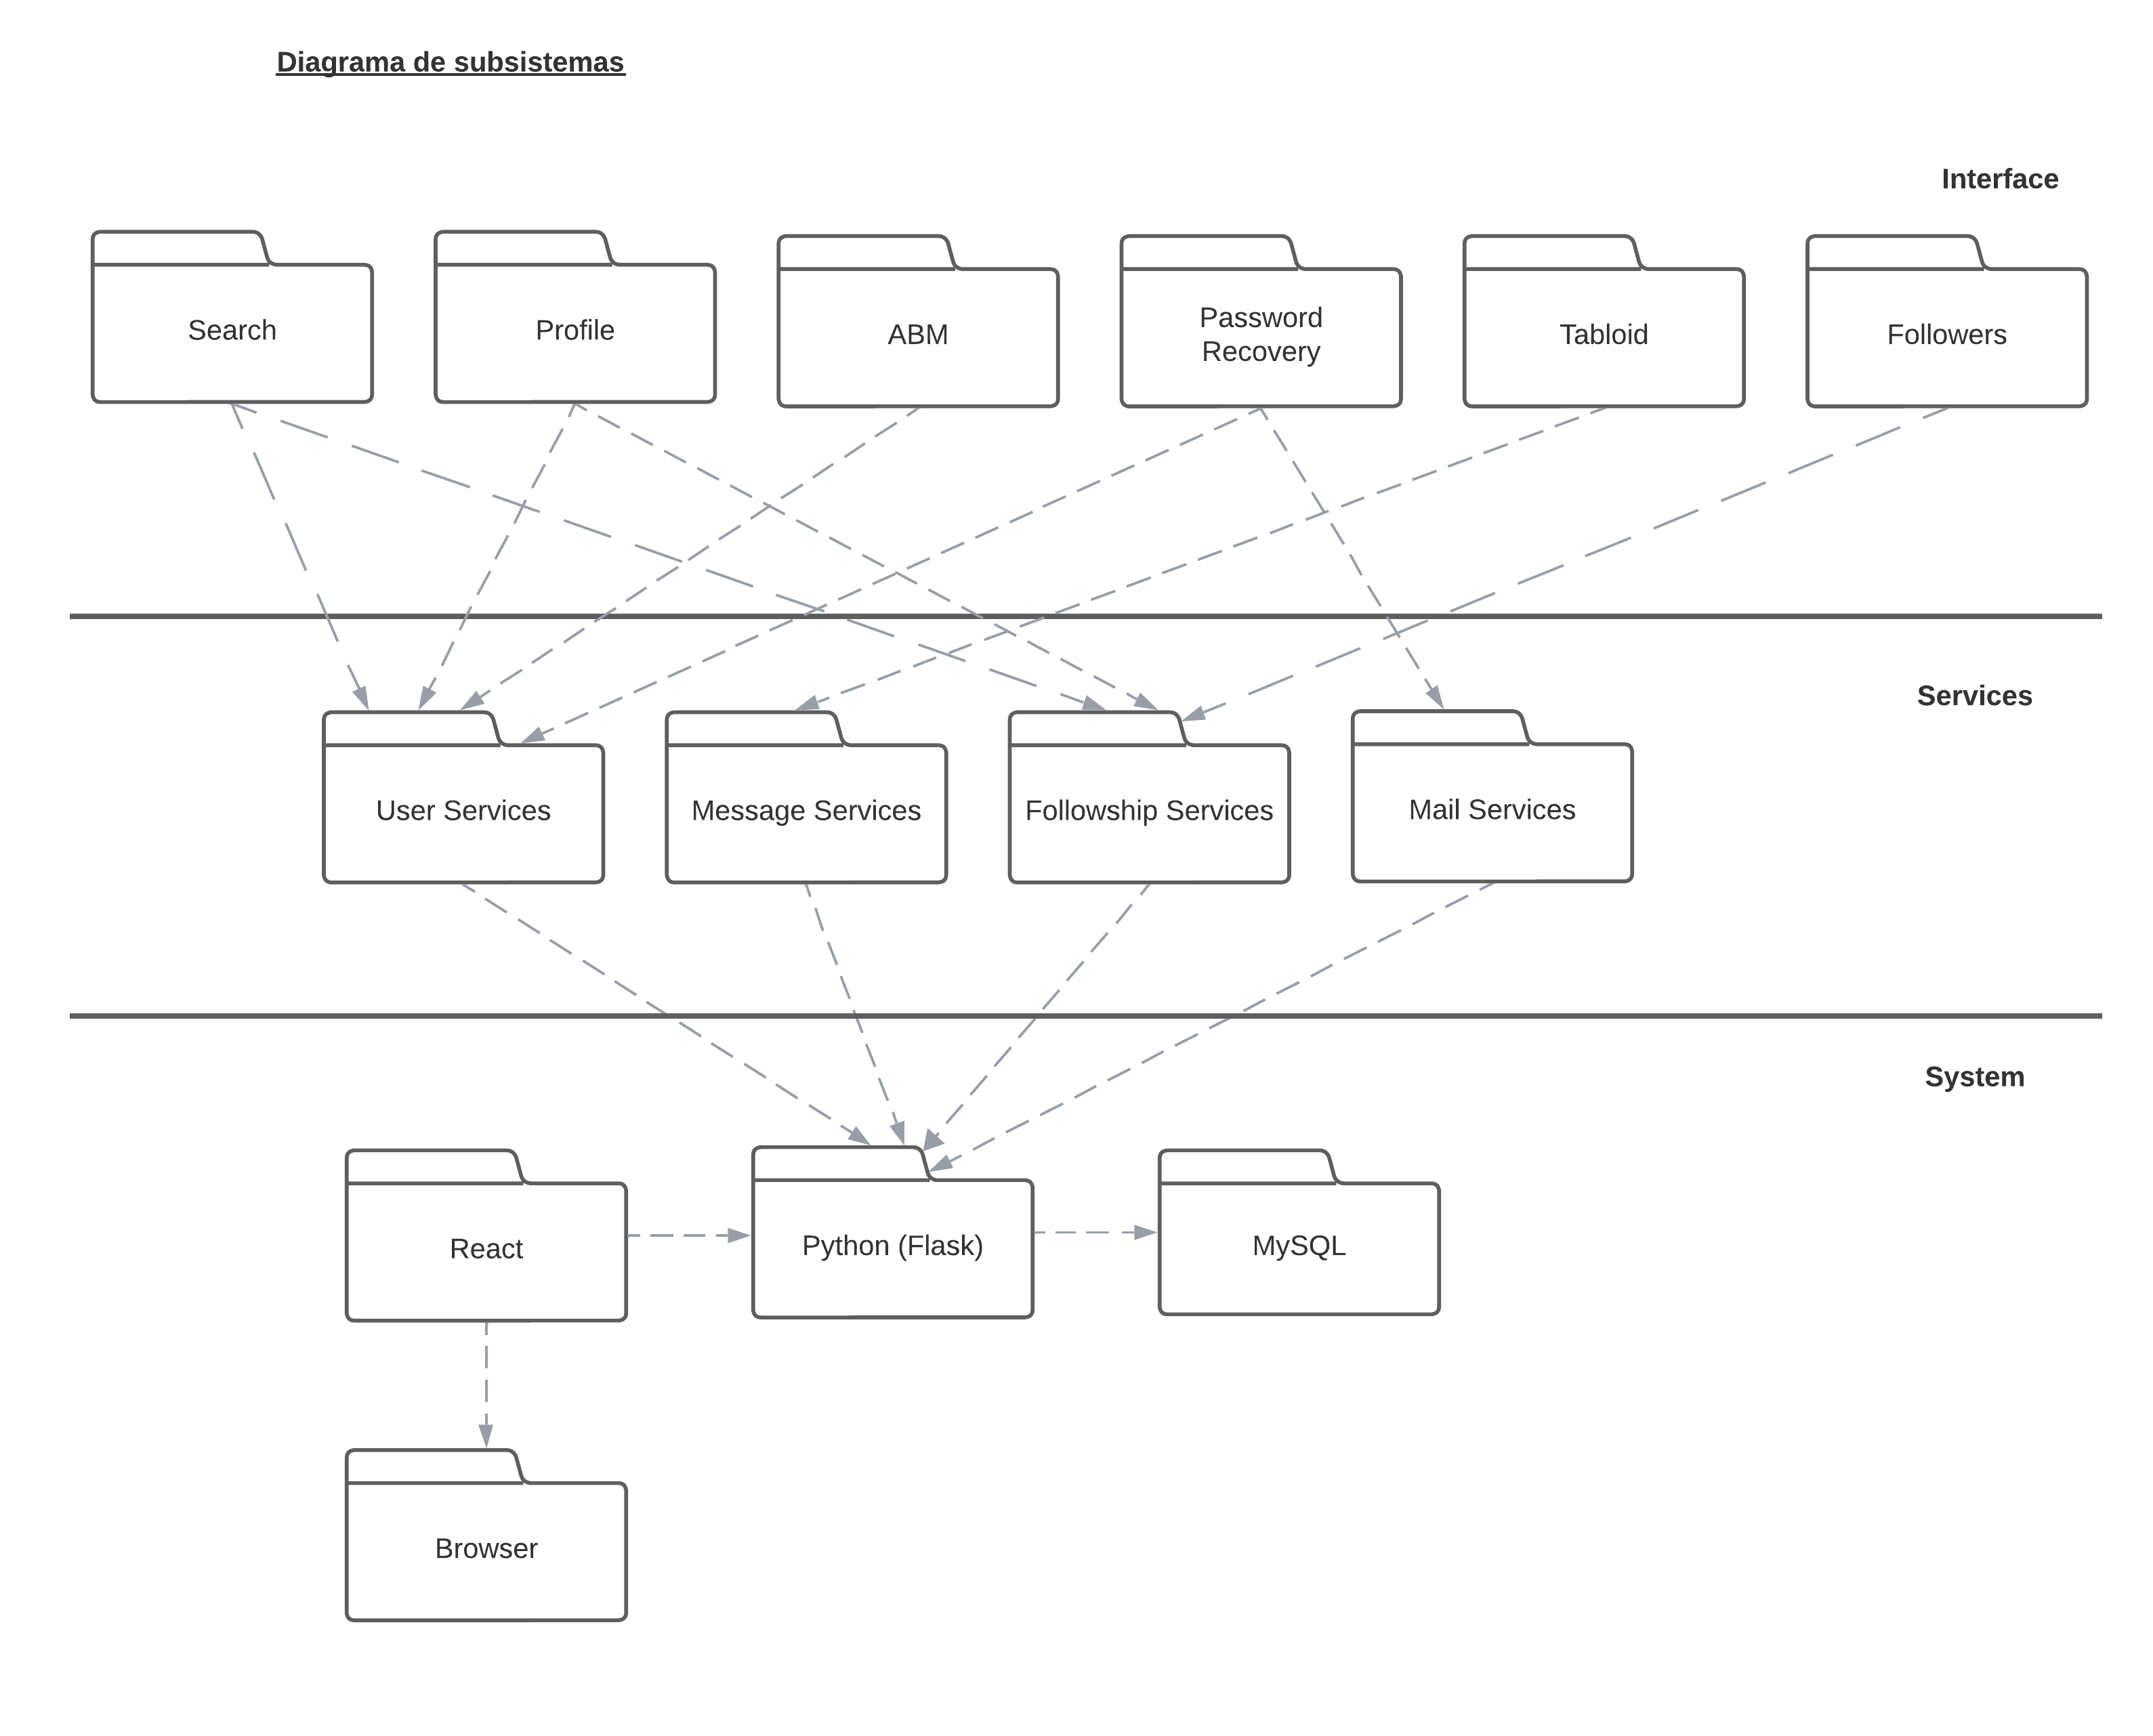 Diagrama de subsistemas
Interface
Search
Profile
ABM
Password
Recovery
Tabloid
Followers
Services
User Services
Message Services
Followship Services
Mail Services
System
React
Python (Flask)
MySQL
Browser